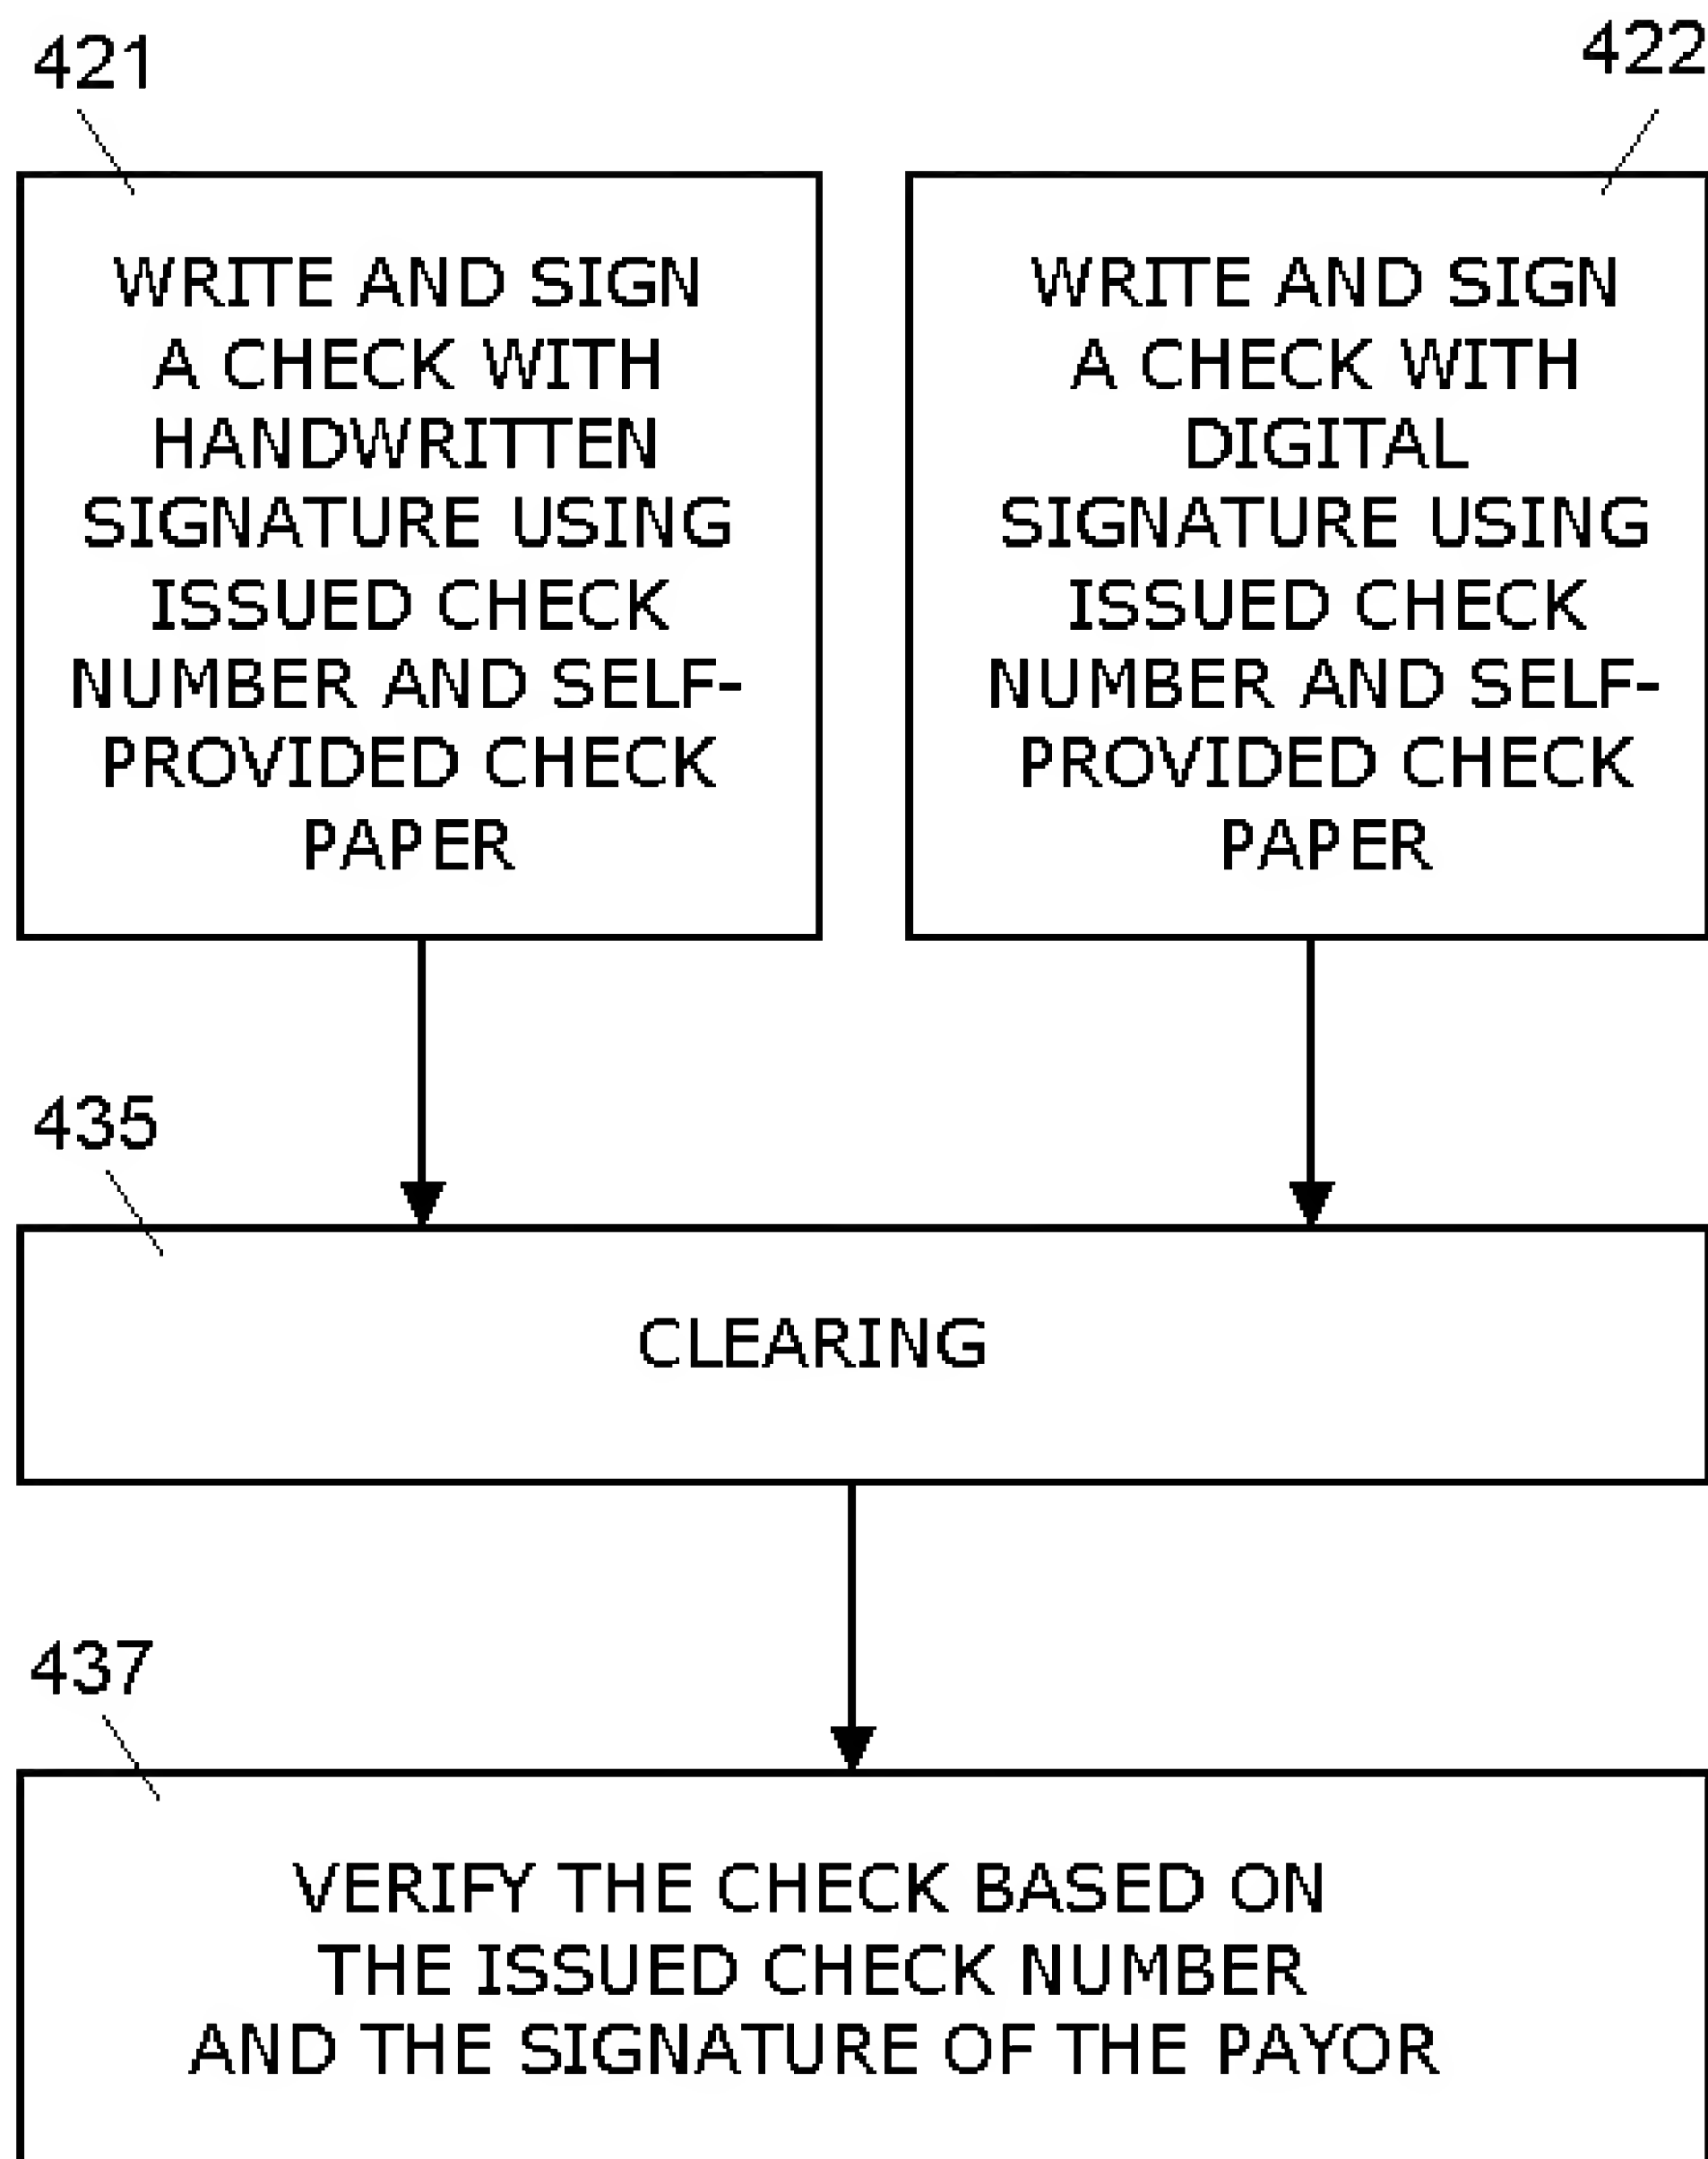 421
WRITE AND SIGN
A CHECK WITH
HANDWRITTEN
SIGNATURE USING
ISSUED CHECK
NUMBER AND SELF-
PROVIDED CHECK
PAPER
422
WRITE AND SIGN
A CHECK WITH
DIGITAL
SIGNATURE USING
ISSUED CHECK
NUMBER AND SELF-
PROVIDED CHECK
PAPER
435
CLEARING
437
VERIFY THE CHECK BASED ON
THE ISSUED CHECK NUMBER
AND THE SIGNATURE OF THE PAYOR